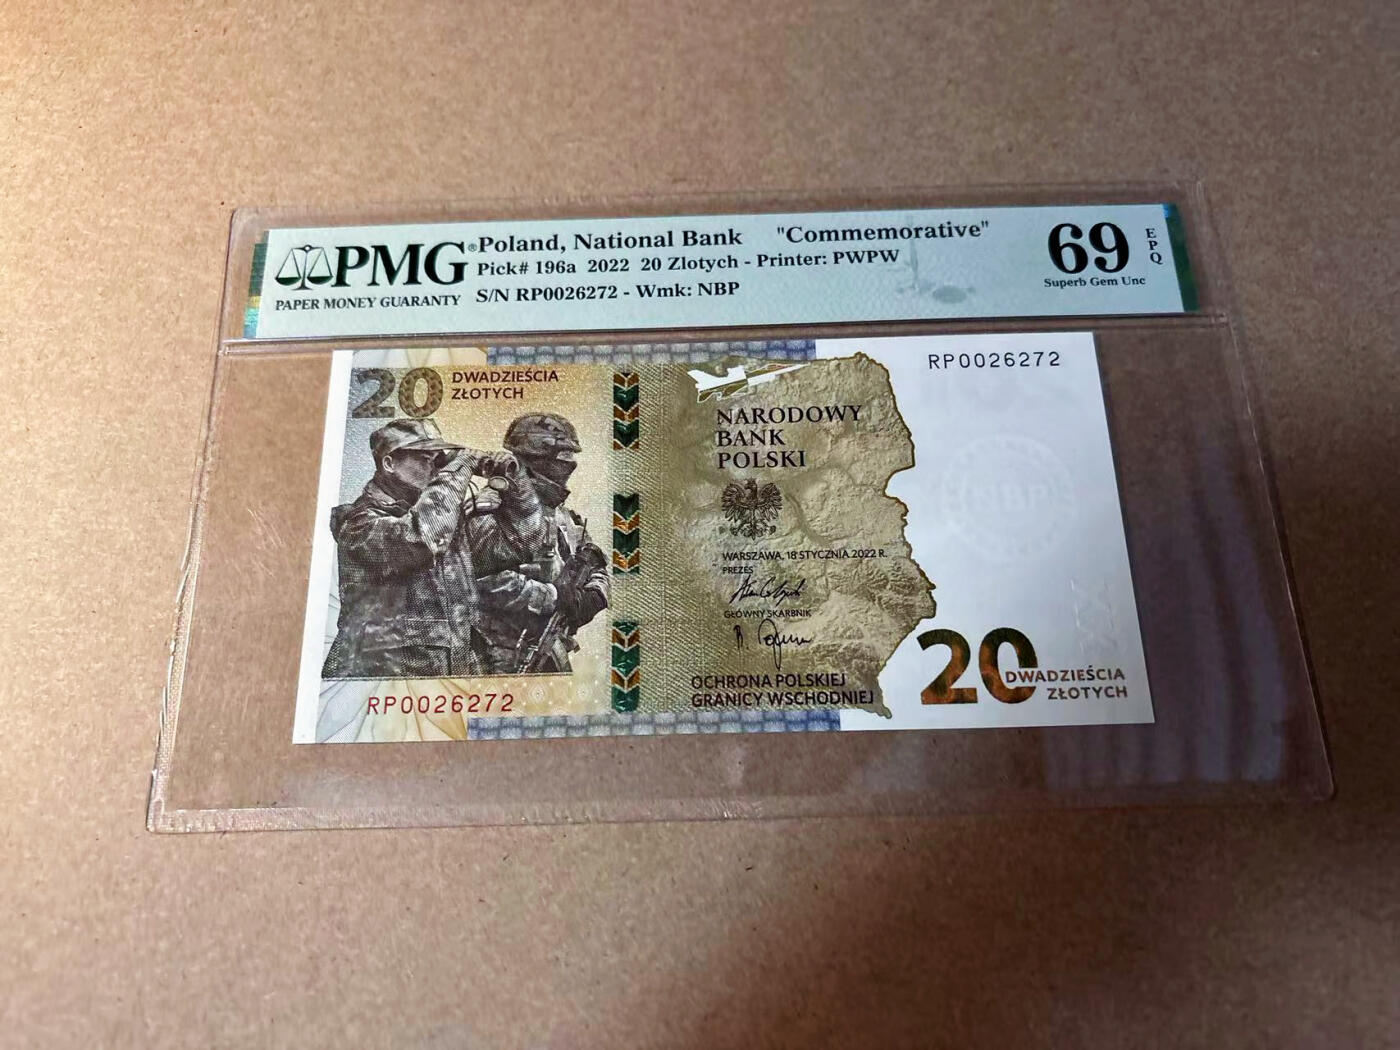 PMG® Poland, National Bank "Commemorative" 69 EPQ
Pick# 196a 2022 20 Zlotych - Printer: PWPW
Superb Gem Unc
PAPER MONEY GUARANTY
S/N RP0026272 - Wmk: NBP
20 DWADZIEŚCIA
ZŁOTYCH
RP0026272
NARODOWY
BANK
POLSKI
NBP
WARSZAWA, 18 STYCZNIA 2022 R.
PREZES
GŁÓWNY SKARBNIK
OCHRONA POLSKIEJ
GRANICY WSCHODNIEJ
RP0026272
20 DWADZIEŚCIA
ZŁOTYCH